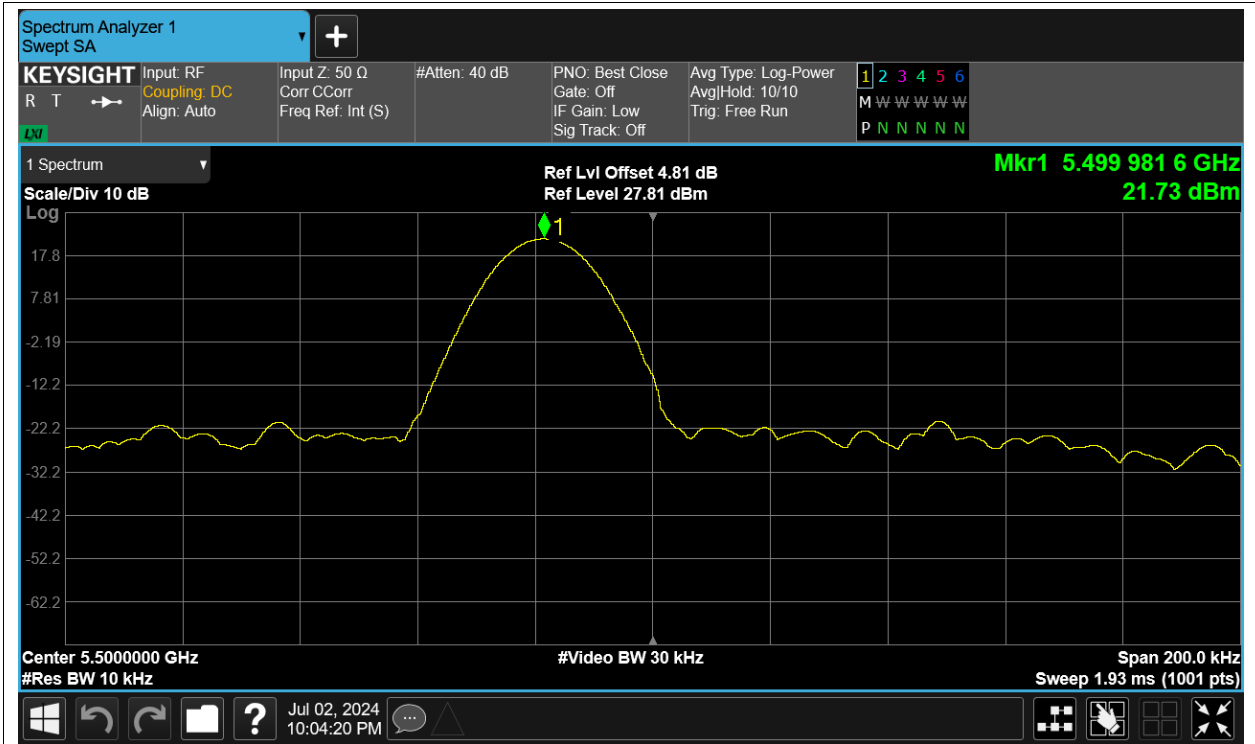 Spectrum Analyzer 1
Swept SA
KEYSIGHT
R T
LXI
Input: RF
Coupling: DC
Align: Auto
Input Z: 50 Ω
Corr CCorr
Freq Ref: Int (S)
#Atten: 40 dB
PNO: Best Close
Gate: Off
IF Gain: Low
Sig Track: Off
Avg Type: Log-Power
Avg|Hold: 10/10
Trig: Free Run
1 2 3 4 5 6
M W W W W W
P N N N N N
1 Spectrum
Scale/Div 10 dB
Log
Ref Lvl Offset 4.81 dB
Ref Level 27.81 dBm
Mkr1 5.499 981 6 GHz
21.73 dBm
1
17.8
7.81
-2.19
-12.2
-22.2
-32.2
-42.2
-52.2
-62.2
Center 5.5000000 GHz
#Res BW 10 kHz
#Video BW 30 kHz
Span 200.0 kHz
Sweep 1.93 ms (1001 pts)
?
Jul 02, 2024
10:04:20 PM